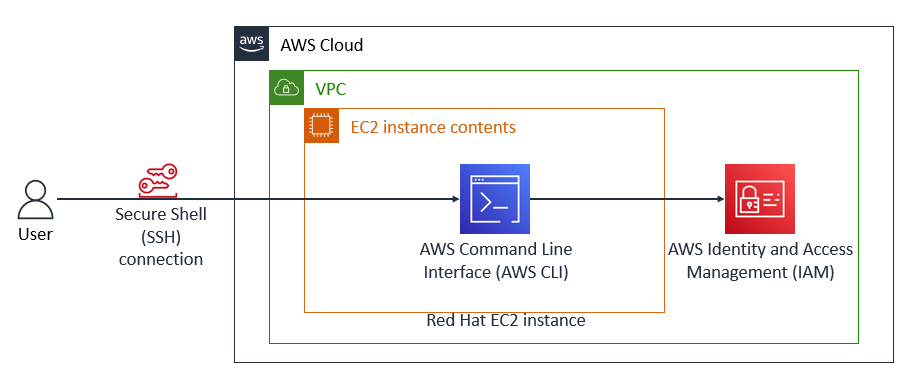 aws
AWS Cloud
VPC
EC2 instance contents
User
Secure Shell
(SSH)
connection
AWS Command Line
Interface (AWS CLI)
AWS Identity and Access
Management (IAM)
Red Hat EC2 instance